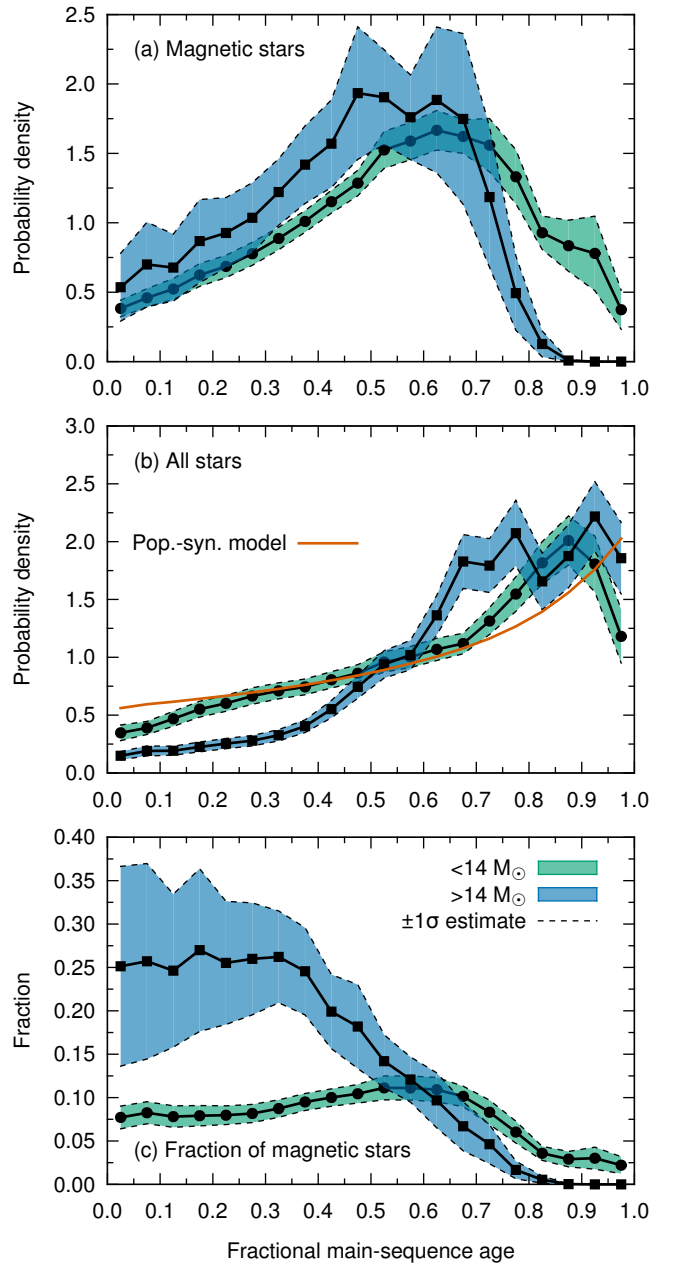 (a) Magnetic stars
Probability density
2.5
2.0
1.5
1.0
0.5
0.0
0.0 0.1 0.2 0.3 0.4 0.5 0.6 0.7 0.8 0.9 1.0
(b) All stars
Pop.-syn. model
Probability density
3.0
2.5
2.0
1.5
1.0
0.5
0.0
0.0 0.1 0.2 0.3 0.4 0.5 0.6 0.7 0.8 0.9 1.0
<14 M☉
>14 M☉
±1σ estimate
(c) Fraction of magnetic stars
Fraction
0.40
0.35
0.30
0.25
0.20
0.15
0.10
0.05
0.00
0.0 0.1 0.2 0.3 0.4 0.5 0.6 0.7 0.8 0.9 1.0
Fractional main-sequence age